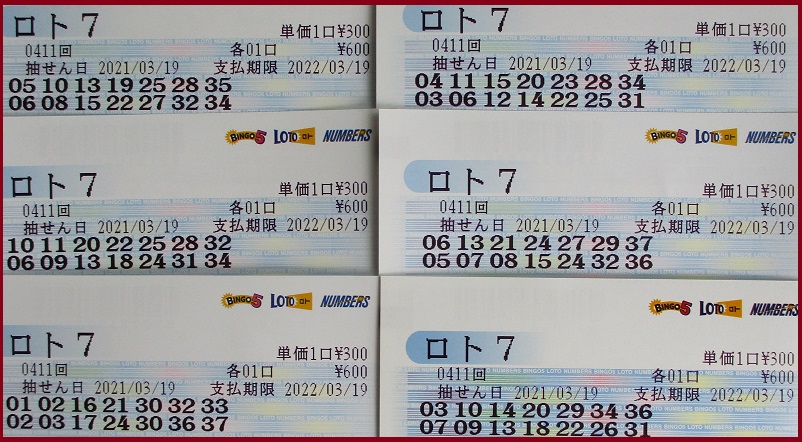 ロト7
単価1口¥300
0411回 各01口 ¥600
抽せん日 2021/03/19 支払期限 2022/03/19
05 10 13 19 25 28 35
06 08 15 22 27 32 34
ロト7
単価1口¥300
0411回 各01口 ¥600
抽せん日 2021/03/19 支払期限 2022/03/19
04 11 15 20 23 28 34
03 06 12 14 22 25 31
BINGO5 LOTO ロト NUMBERS
ロト7
単価1口¥300
0411回 各01口 ¥600
抽せん日 2021/03/19 支払期限 2022/03/19
10 11 20 22 25 28 32
06 09 13 18 24 31 34
BINGO5 LOTO ロト NUMBERS
ロト7
単価1口¥300
0411回 各01口 ¥600
抽せん日 2021/03/19 支払期限 2022/03/19
06 13 21 24 27 29 37
05 07 08 15 24 32 36
BINGO5 LOTO ロト NUMBERS
ロト7
単価1口¥300
0411回 各01口 ¥600
抽せん日 2021/03/19 支払期限 2022/03/19
01 02 16 21 30 32 33
02 03 17 24 30 36 37
BINGO5 LOTO ロト NUMBERS
ロト7
単価1口¥300
0411回 各01口 ¥600
抽せん日 2021/03/19 支払期限 2022/03/19
03 10 14 20 29 34 36
07 09 13 18 22 26 31